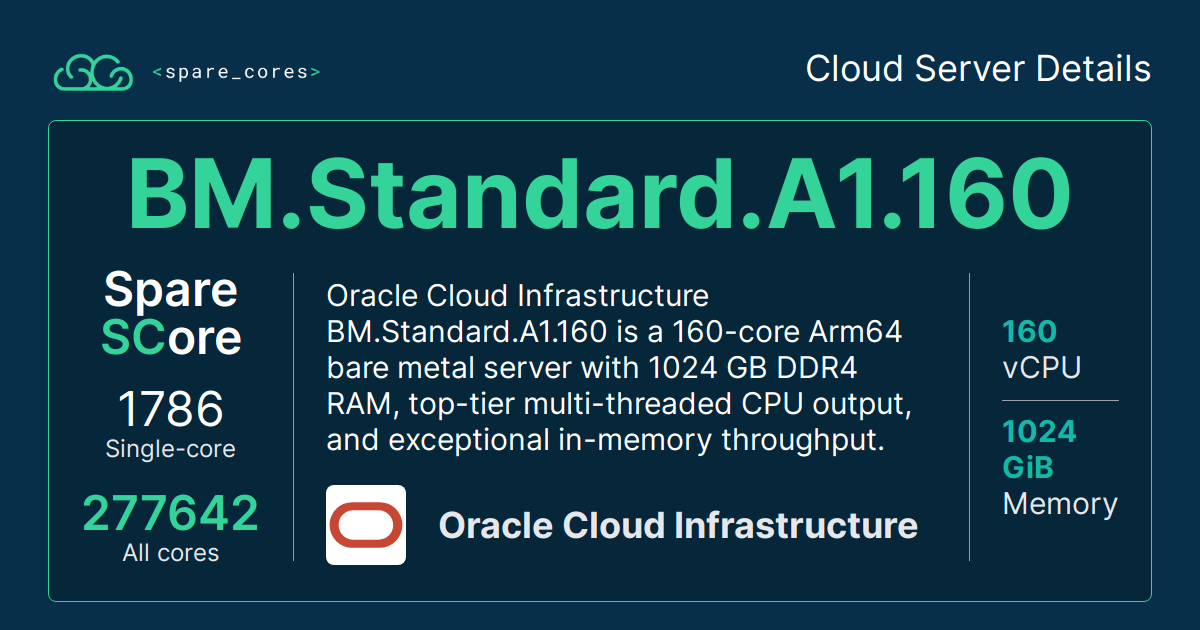 <spare_cores>
Cloud Server Details
BM.Standard.A1.160
Spare
SCore
1786
Single-core
277642
All cores
Oracle Cloud Infrastructure
BM.Standard.A1.160 is a 160-core Arm64
bare metal server with 1024 GB DDR4
RAM, top-tier multi-threaded CPU output,
and exceptional in-memory throughput.
Oracle Cloud Infrastructure
160
vCPU
1024
GiB
Memory